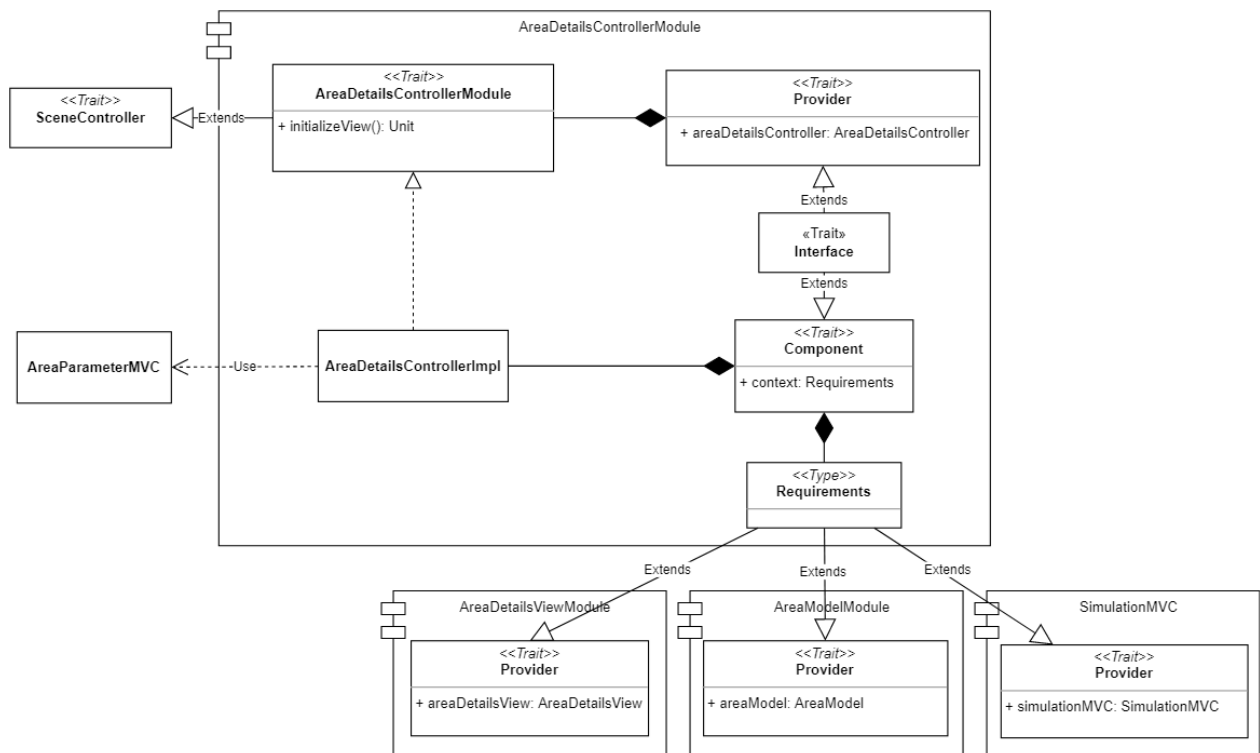 AreaDetailsControllerModule
<<Trait>>
AreaDetailsControllerModule
+ initializeView(): Unit
<<Trait>>
Provider
+ areaDetailsController: AreaDetailsController
<<Trait>>
SceneController
Extends
Extends
«Trait»
Interface
Extends
<<Trait>>
Component
+ context: Requirements
AreaParameterMVC
Use
AreaDetailsControllerImpl
<<Type>>
Requirements
Extends
Extends
Extends
AreaDetailsViewModule
<<Trait>>
Provider
+ areaDetailsView: AreaDetailsView
AreaModelModule
<<Trait>>
Provider
+ areaModel: AreaModel
SimulationMVC
<<Trait>>
Provider
+ simulationMVC: SimulationMVC